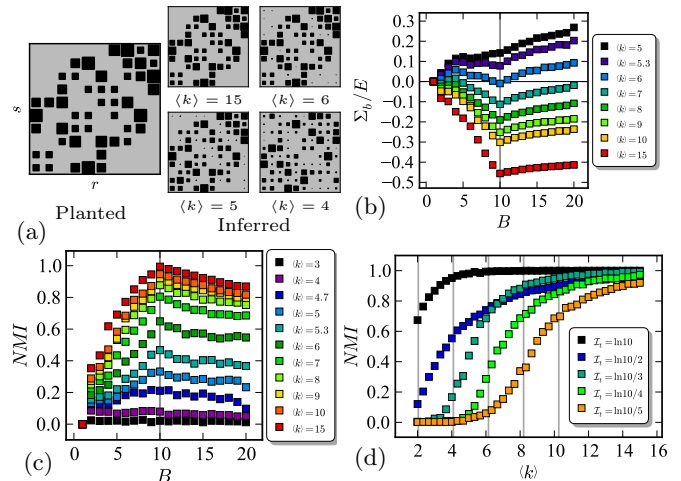 s
r
Planted
(a)
⟨k⟩ = 15
⟨k⟩ = 6
⟨k⟩ = 5
⟨k⟩ = 4
Inferred
0.3
0.2
0.1
0.0
−0.1
−0.2
−0.3
−0.4
−0.5
Σ_b/E
0 5 10 15 20
B
(b)
⟨k⟩=5
⟨k⟩=5.3
⟨k⟩=6
⟨k⟩=7
⟨k⟩=8
⟨k⟩=9
⟨k⟩=10
⟨k⟩=15
1.0
0.8
0.6
0.4
0.2
0.0
NMI
0 5 10 15 20
B
(c)
⟨k⟩=3
⟨k⟩=4
⟨k⟩=4.7
⟨k⟩=5
⟨k⟩=5.3
⟨k⟩=6
⟨k⟩=7
⟨k⟩=8
⟨k⟩=9
⟨k⟩=10
⟨k⟩=15
1.0
0.8
0.6
0.4
0.2
0.0
NMI
0 2 4 6 8 10 12 14 16
⟨k⟩
(d)
I_t=ln10
I_t=ln10/2
I_t=ln10/3
I_t=ln10/4
I_t=ln10/5